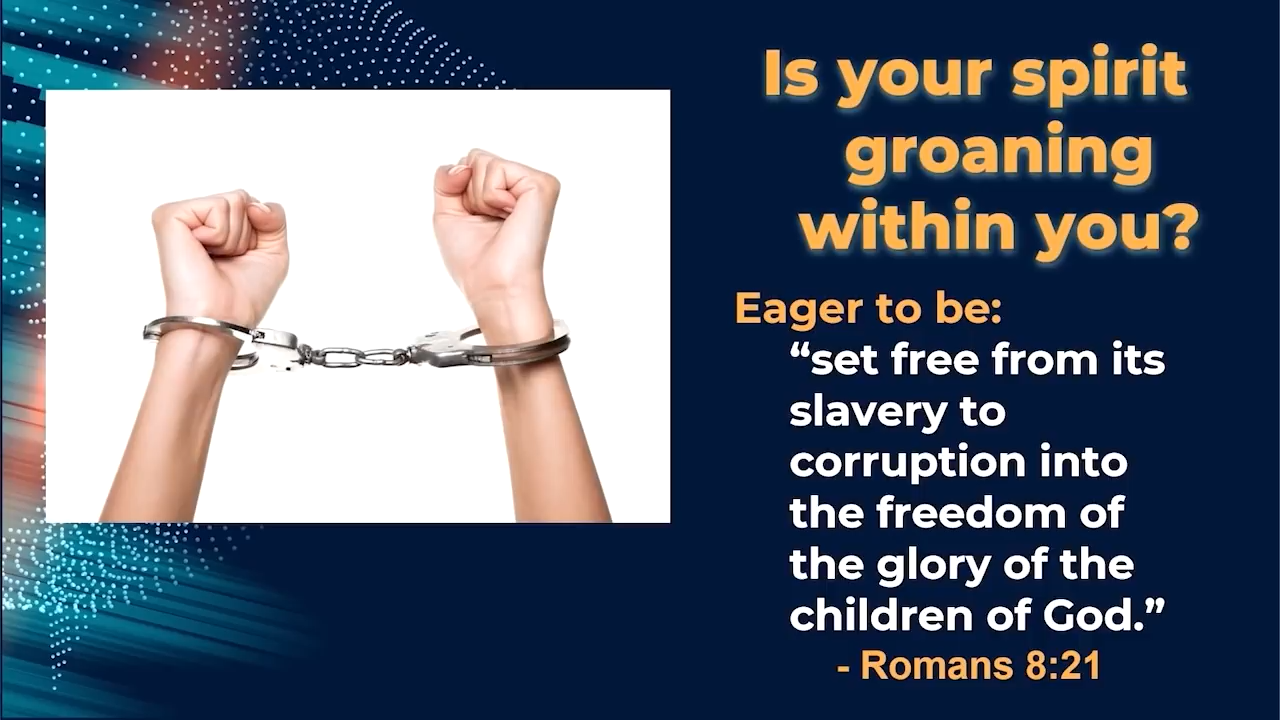 Is your spirit
groaning
within you?
Eager to be:
“set free from its
slavery to
corruption into
the freedom of
the glory of the
children of God.”
- Romans 8:21